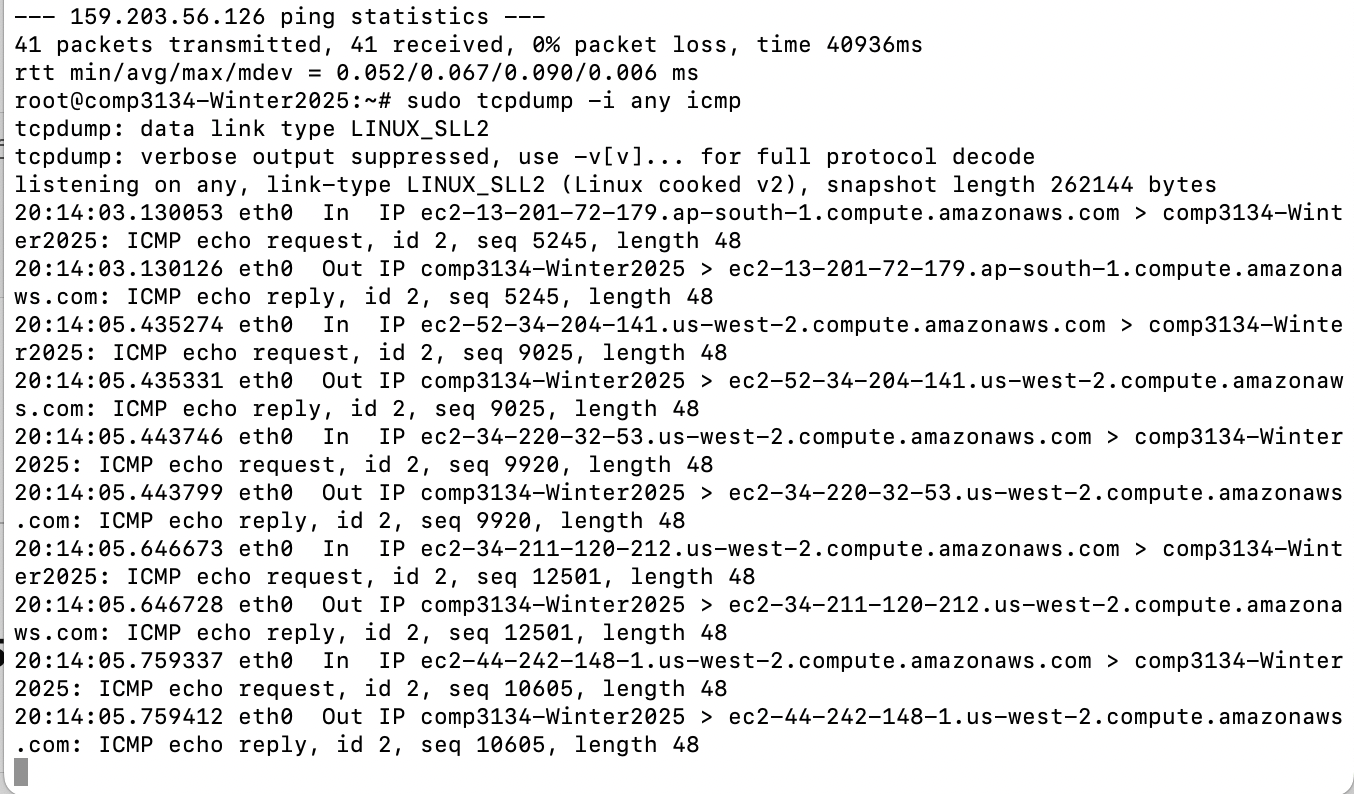 --- 159.203.56.126 ping statistics ---
41 packets transmitted, 41 received, 0% packet loss, time 40936ms
rtt min/avg/max/mdev = 0.052/0.067/0.090/0.006 ms
root@comp3134-Winter2025:~# sudo tcpdump -i any icmp
tcpdump: data link type LINUX_SLL2
tcpdump: verbose output suppressed, use -v[v]... for full protocol decode
listening on any, link-type LINUX_SLL2 (Linux cooked v2), snapshot length 262144 bytes
20:14:03.130053 eth0  In  IP ec2-13-201-72-179.ap-south-1.compute.amazonaws.com > comp3134-Wint
er2025: ICMP echo request, id 2, seq 5245, length 48
20:14:03.130126 eth0  Out IP comp3134-Winter2025 > ec2-13-201-72-179.ap-south-1.compute.amazona
ws.com: ICMP echo reply, id 2, seq 5245, length 48
20:14:05.435274 eth0  In  IP ec2-52-34-204-141.us-west-2.compute.amazonaws.com > comp3134-Winte
r2025: ICMP echo request, id 2, seq 9025, length 48
20:14:05.435331 eth0  Out IP comp3134-Winter2025 > ec2-52-34-204-141.us-west-2.compute.amazonaw
s.com: ICMP echo reply, id 2, seq 9025, length 48
20:14:05.443746 eth0  In  IP ec2-34-220-32-53.us-west-2.compute.amazonaws.com > comp3134-Winter
2025: ICMP echo request, id 2, seq 9920, length 48
20:14:05.443799 eth0  Out IP comp3134-Winter2025 > ec2-34-220-32-53.us-west-2.compute.amazonaws
.com: ICMP echo reply, id 2, seq 9920, length 48
20:14:05.646673 eth0  In  IP ec2-34-211-120-212.us-west-2.compute.amazonaws.com > comp3134-Wint
er2025: ICMP echo request, id 2, seq 12501, length 48
20:14:05.646728 eth0  Out IP comp3134-Winter2025 > ec2-34-211-120-212.us-west-2.compute.amazona
ws.com: ICMP echo reply, id 2, seq 12501, length 48
20:14:05.759337 eth0  In  IP ec2-44-242-148-1.us-west-2.compute.amazonaws.com > comp3134-Winter
2025: ICMP echo request, id 2, seq 10605, length 48
20:14:05.759412 eth0  Out IP comp3134-Winter2025 > ec2-44-242-148-1.us-west-2.compute.amazonaws
.com: ICMP echo reply, id 2, seq 10605, length 48